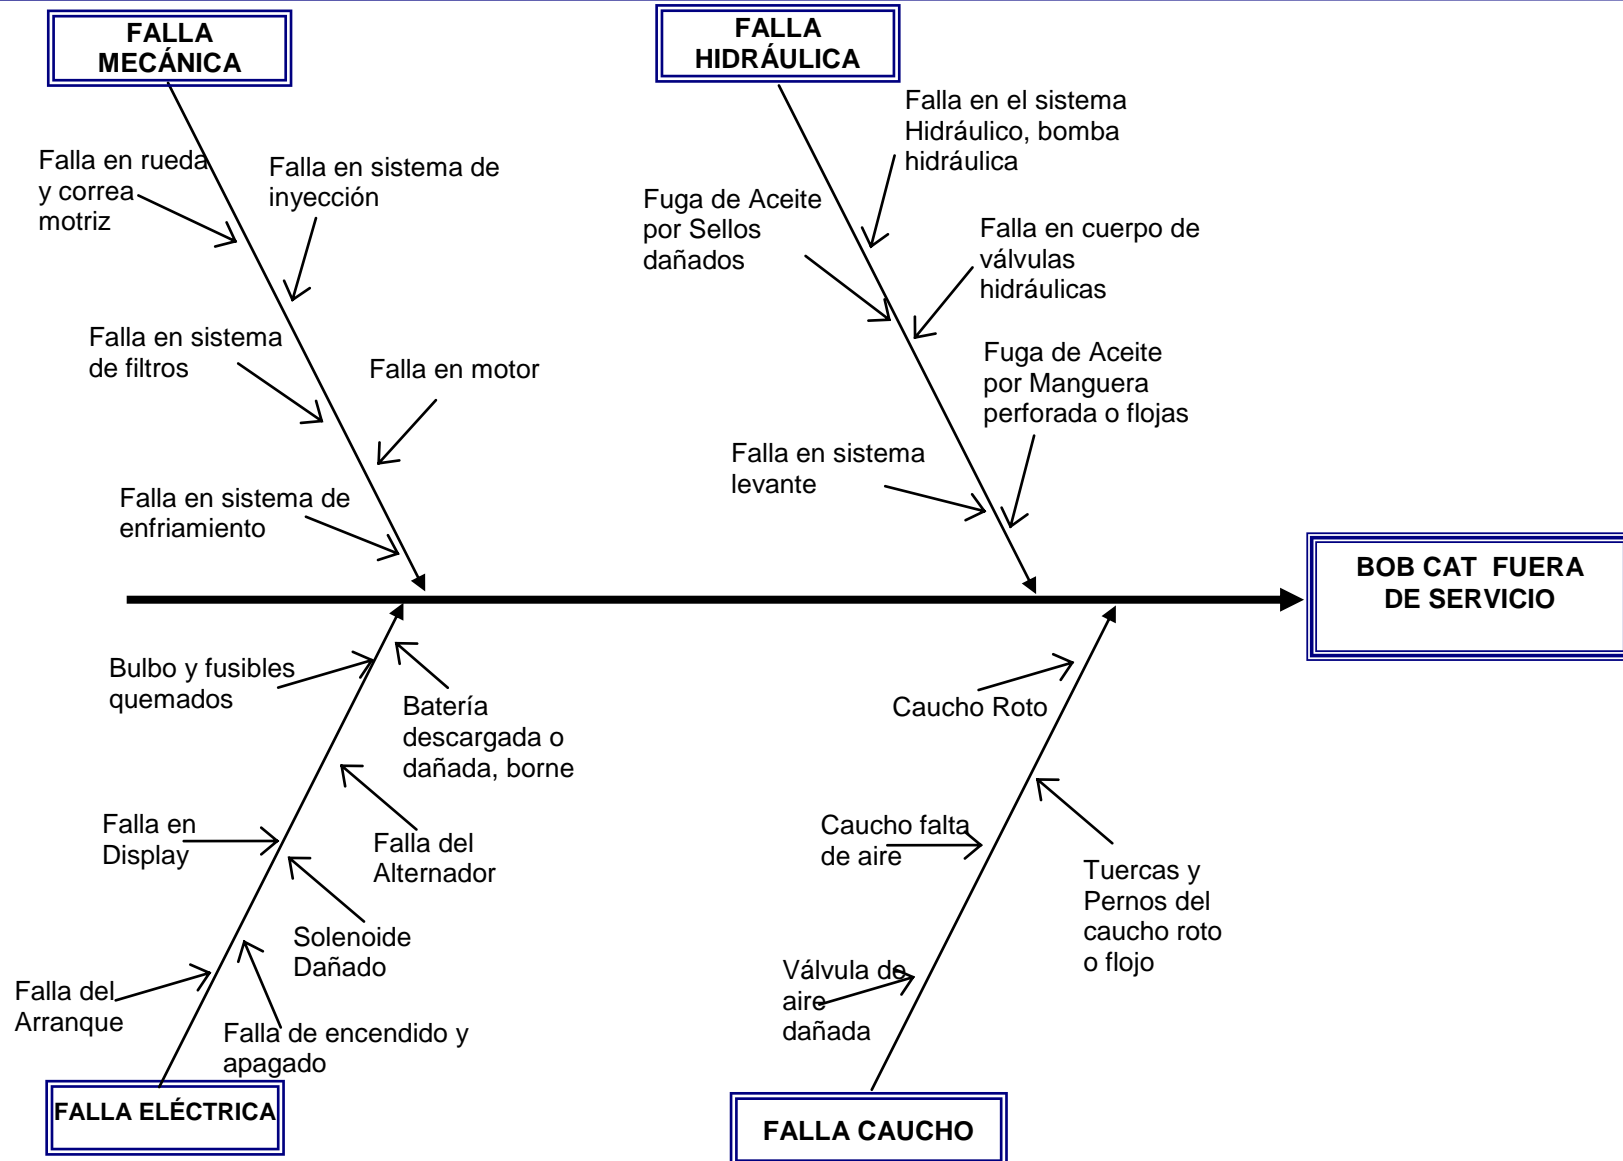 FALLA
MECÁNICA
FALLA
HIDRÁULICA
Falla en rueda
y correa
motriz
Falla en sistema de
inyección
Falla en sistema
de filtros
Falla en motor
Falla en sistema de
enfriamiento
Falla en el sistema
Hidráulico, bomba
hidráulica
Fuga de Aceite
por Sellos
dañados
Falla en cuerpo de
válvulas
hidráulicas
Fuga de Aceite
por Manguera
perforada o flojas
Falla en sistema
levante
BOB CAT FUERA
DE SERVICIO
Bulbo y fusibles
quemados
Batería
descargada o
dañada, borne
Falla en
Display
Falla del
Alternador
Solenoide
Dañado
Falla del
Arranque
Falla de encendido y
apagado
FALLA ELÉCTRICA
Caucho Roto
Caucho falta
de aire
Tuercas y
Pernos del
caucho roto
o flojo
Válvula de
aire
dañada
FALLA CAUCHO